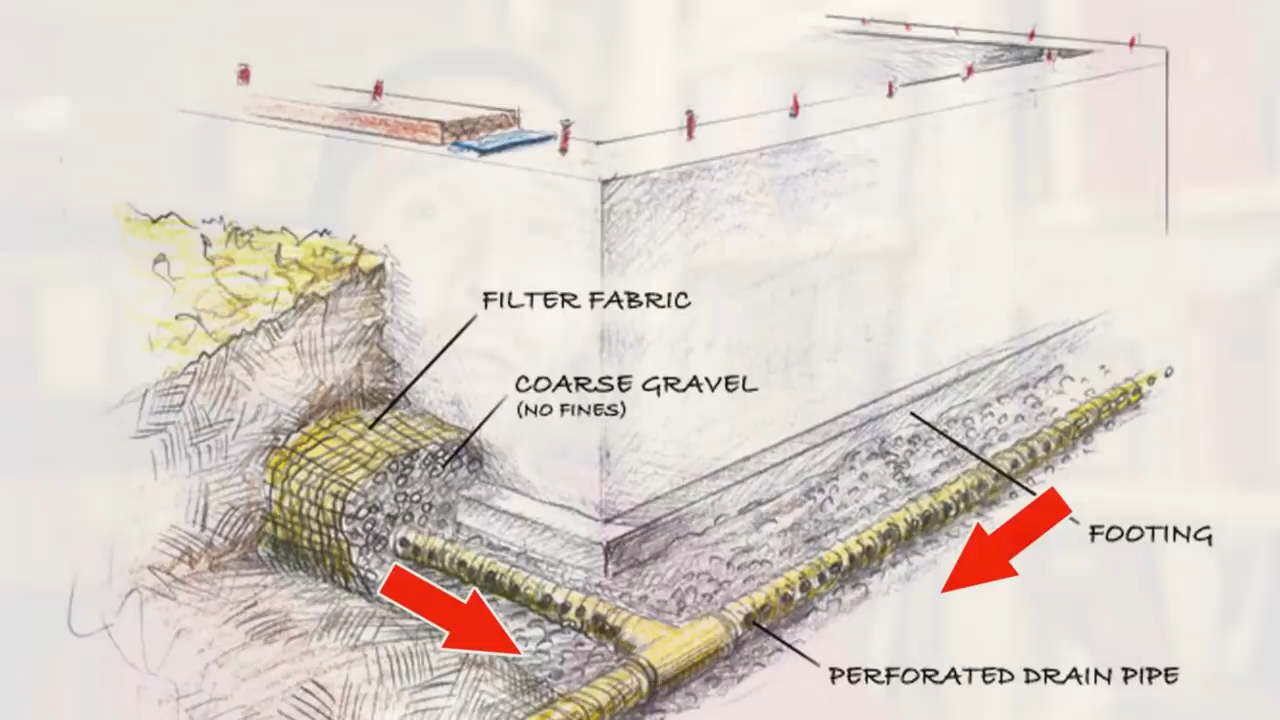 FILTER FABRIC
COARSE GRAVEL
(NO FINES)
FOOTING
PERFORATED DRAIN PIPE